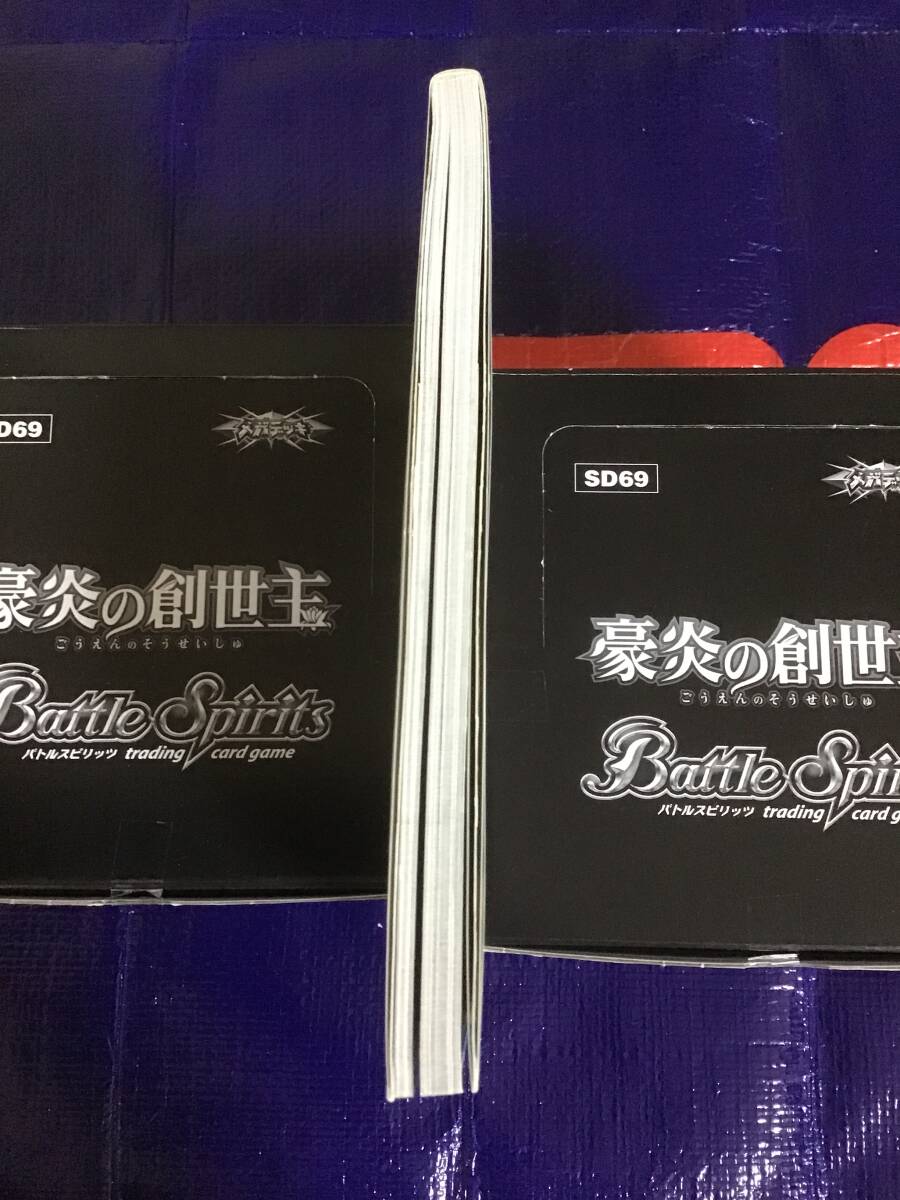 D69
メガデッキ
豪炎の創世主
ごうえんのそうせいしゅ
Battle Spirits
バトルスピリッツ trading card game
SD69
メガデッキ
豪炎の創世主
ごうえんのそうせいしゅ
Battle Spiri
バトルスピリッツ trading card ga